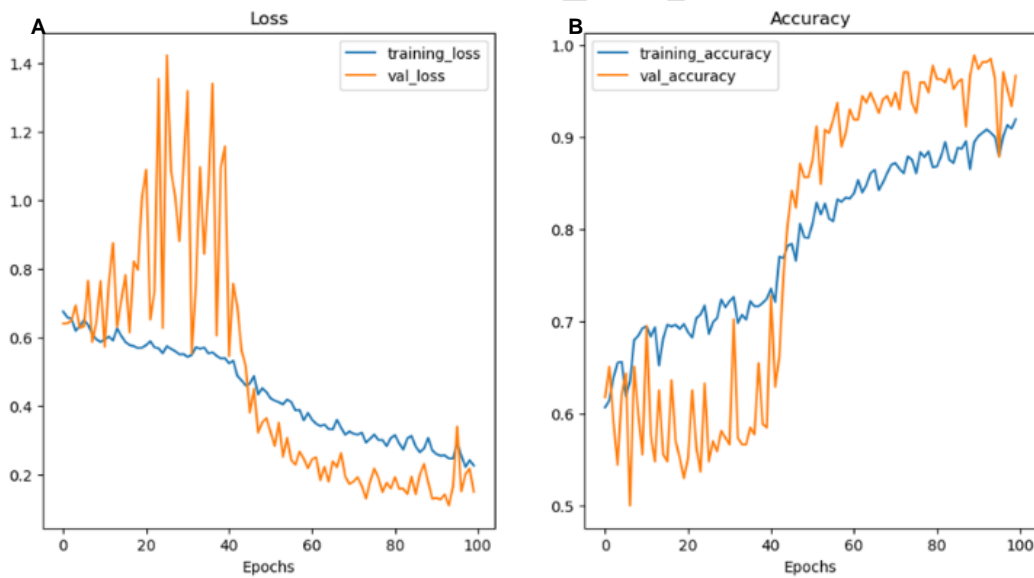 A
Loss
training_loss
val_loss
1.4
1.2
1.0
0.8
0.6
0.4
0.2
0 20 40 60 80 100
Epochs
B
Accuracy
training_accuracy
val_accuracy
1.0
0.9
0.8
0.7
0.6
0.5
0 20 40 60 80 100
Epochs